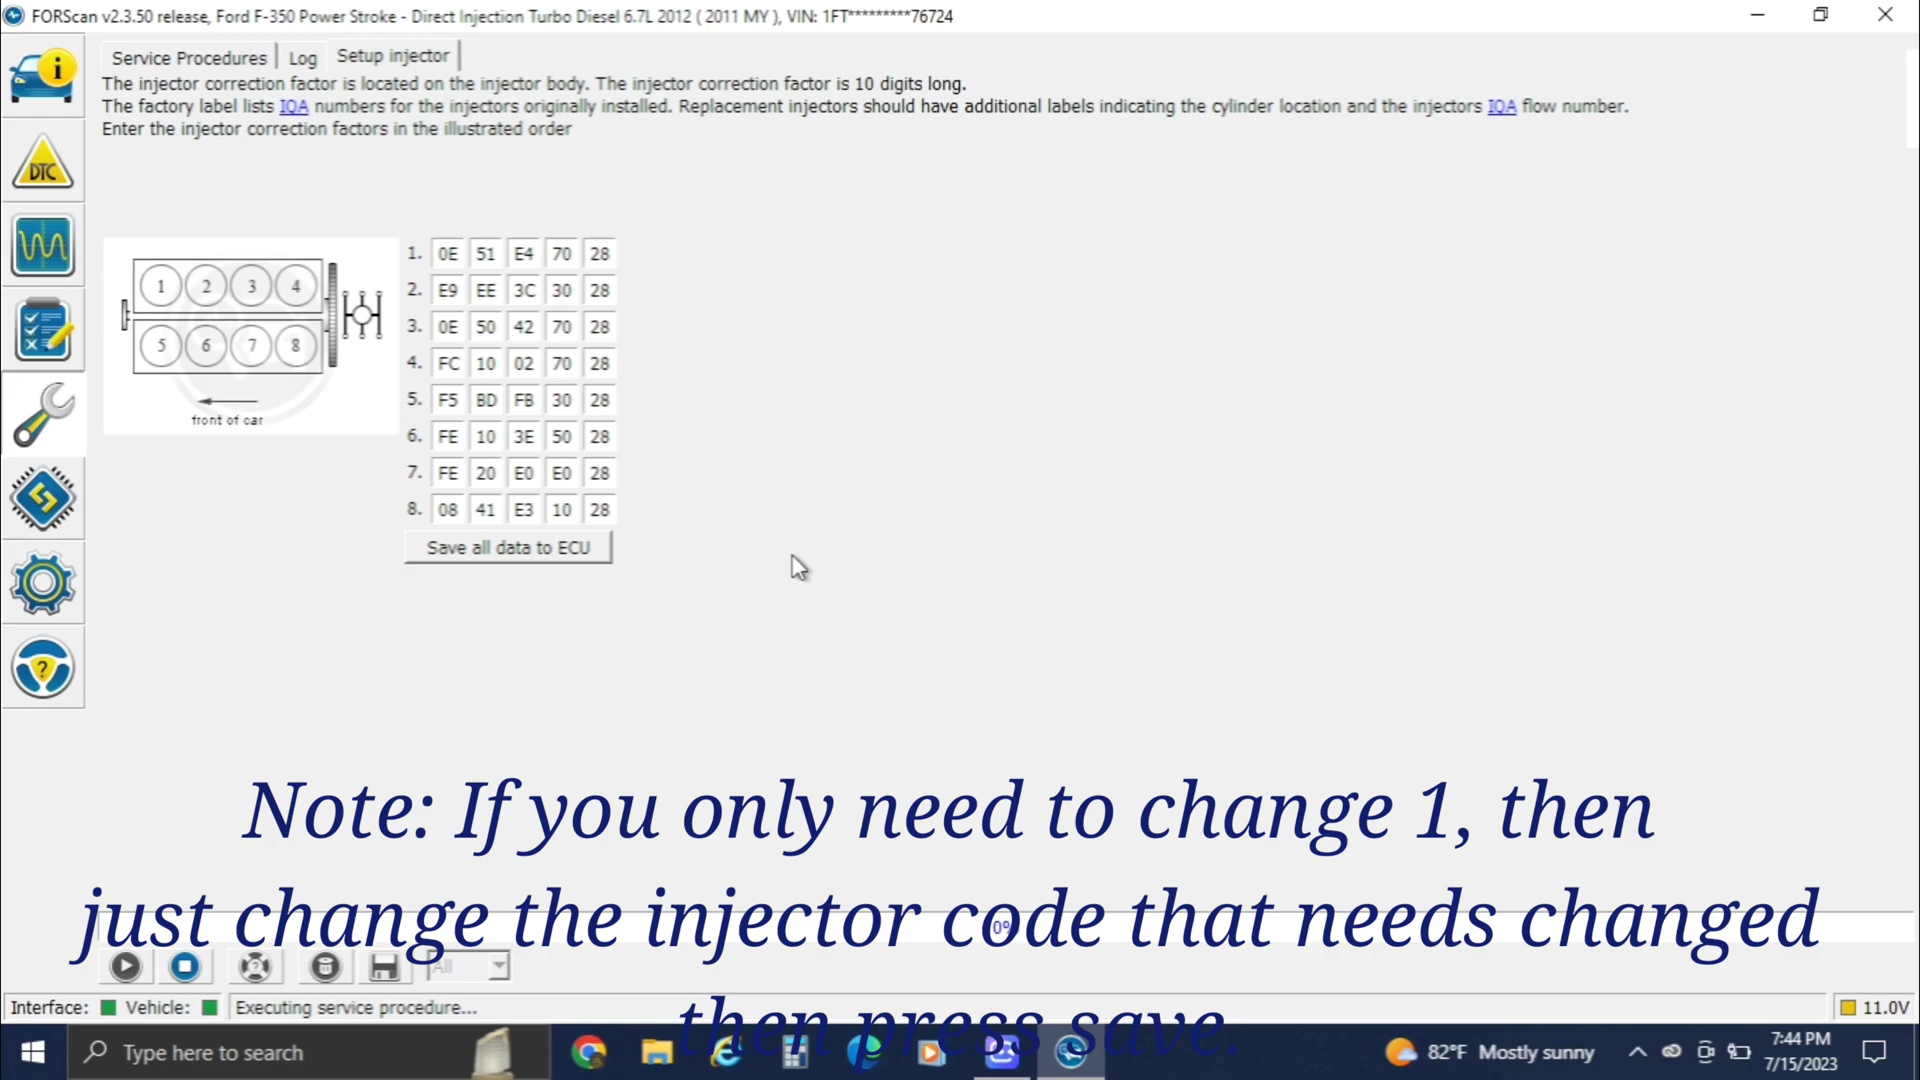 FORScan v2.3.50 release, Ford F-350 Power Stroke - Direct Injection Turbo Diesel 6.7L 2012 ( 2011 MY ), VIN: 1FT*********76724
Service Procedures Log Setup injector
The injector correction factor is located on the injector body. The injector correction factor is 10 digits long.
The factory label lists IQA numbers for the injectors originally installed. Replacement injectors should have additional labels indicating the cylinder location and the injectors IQA flow number.
Enter the injector correction factors in the illustrated order
DTC
1 2 3 4
5 6 7 8
front of car
1. 0E 51 E4 70 28
2. E9 EE 3C 30 28
3. 0E 50 42 70 28
4. FC 10 02 70 28
5. F5 BD FB 30 28
6. FE 10 3E 50 28
7. FE 20 E0 E0 28
8. 08 41 E3 10 28
Save all data to ECU
Note: If you only need to change 1, then
just change the injector code that needs changed
then press save.
0%
All
Interface: Vehicle: Executing service procedure... 11.0V
Type here to search
82°F Mostly sunny
7:44 PM
7/15/2023